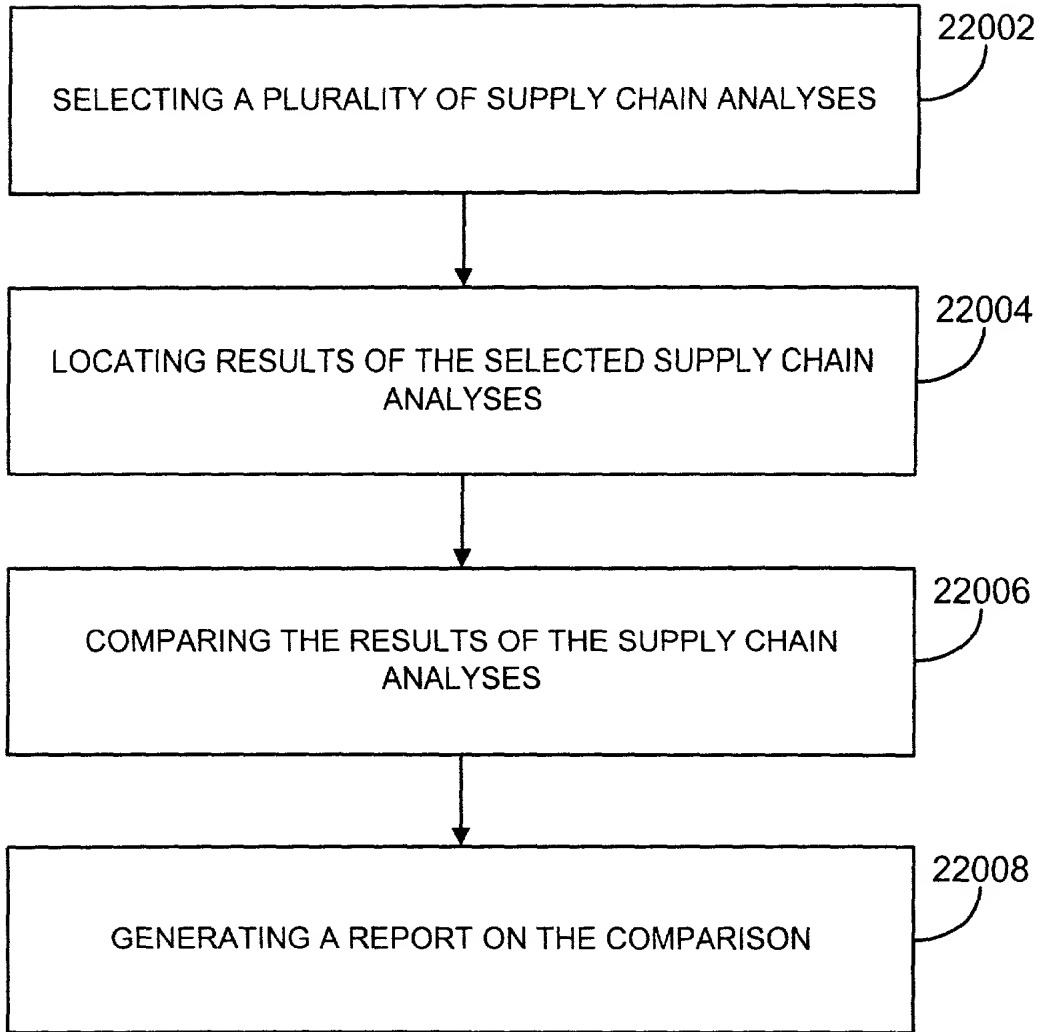 22002
SELECTING A PLURALITY OF SUPPLY CHAIN ANALYSES
22004
LOCATING RESULTS OF THE SELECTED SUPPLY CHAIN
ANALYSES
22006
COMPARING THE RESULTS OF THE SUPPLY CHAIN
ANALYSES
22008
GENERATING A REPORT ON THE COMPARISON